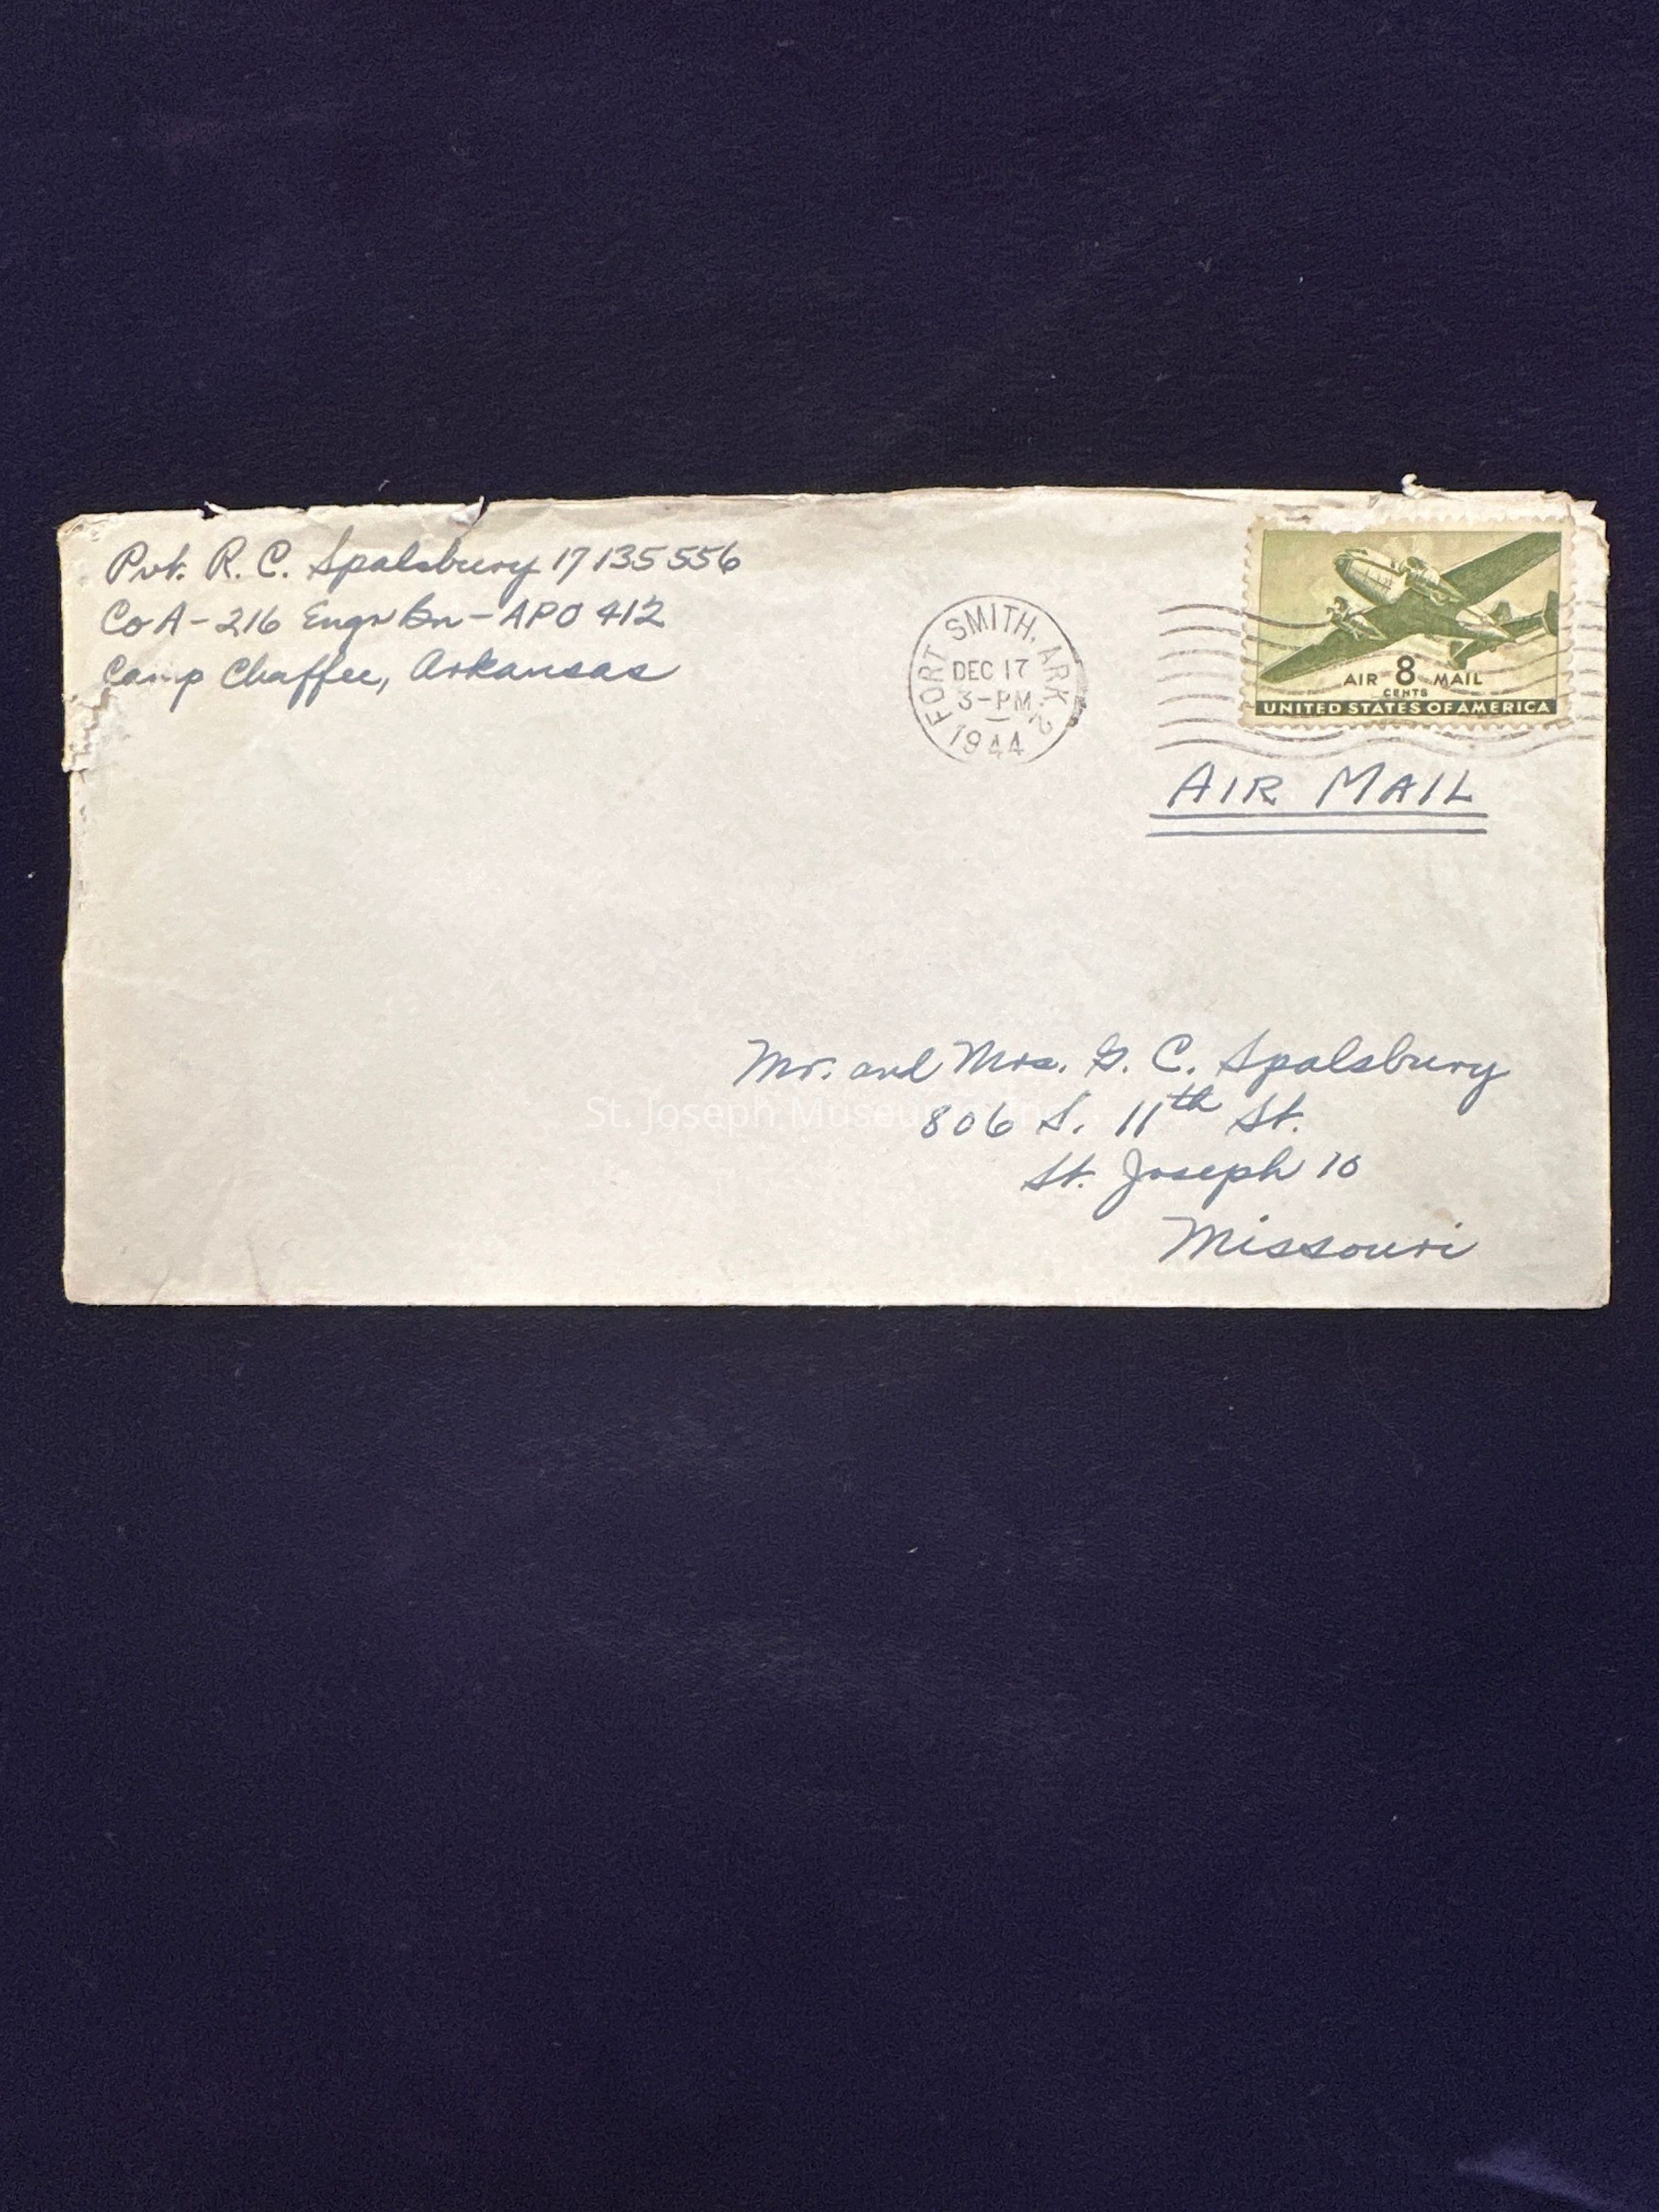 Pvt. R. C. Spalsbury 17135556
Co A - 216 Engr Bn - APO 412
Camp Chaffee, Arkansas
FORT SMITH, ARK. 2
DEC 17
3-PM
1944
AIR 8 MAIL
CENTS
UNITED STATES OF AMERICA
AIR MAIL
Mr. and Mrs. G. C. Spalsbury
806 S. 11th St.
St. Joseph 10
Missouri
St. Joseph Museums, Inc.